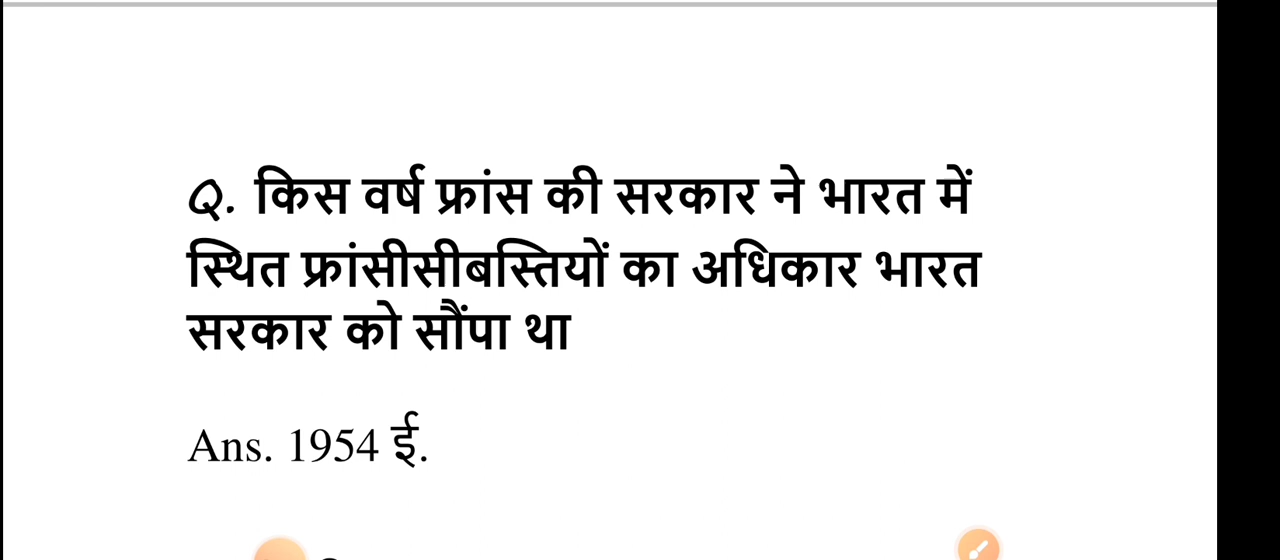 Q. किस वर्ष फ्रांस की सरकार ने भारत में
स्थित फ्रांसीसीबस्तियों का अधिकार भारत
सरकार को सौंपा था
Ans. 1954 ई.